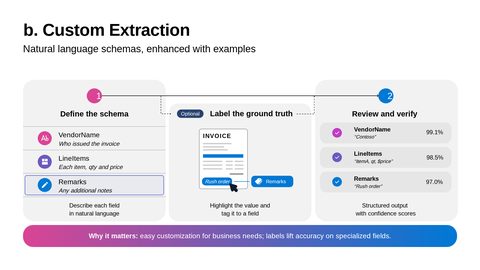 b. Custom Extraction
Natural language schemas, enhanced with examples
1
2
Define the schema
VendorName
Who issued the invoice
LineItems
Each item, qty and price
Remarks
Any additional notes
Describe each field
in natural language
Optional
Label the ground truth
INVOICE
Rush order
Remarks
Highlight the value and
tag it to a field
Review and verify
VendorName
"Contoso"
99.1%
LineItems
"itemA, qt, $price"
98.5%
Remarks
"Rush order"
97.0%
Structured output
with confidence scores
Why it matters: easy customization for business needs; labels lift accuracy on specialized fields.